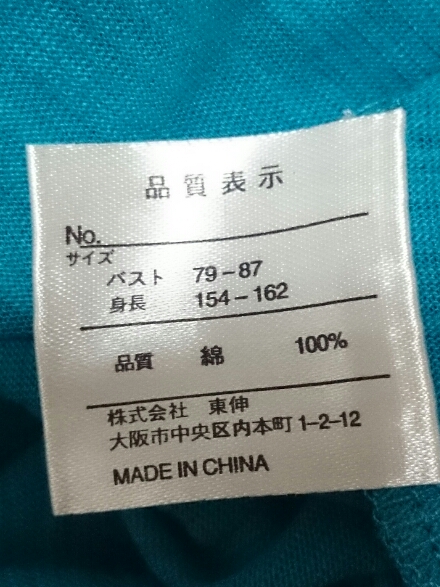 品質表示
No.
サイズ
バスト 79-87
身長 154-162
品質 綿 100%
株式会社 東伸
大阪市中央区内本町1-2-12
MADE IN CHINA